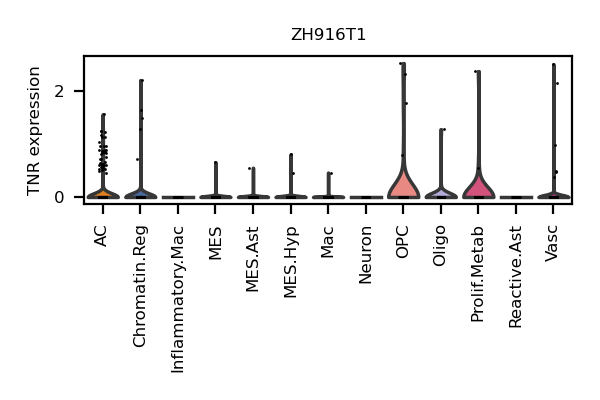 ZH916T1
TNR expression
2
0
AC
Chromatin.Reg
Inflammatory.Mac
MES
MES.Ast
MES.Hyp
Mac
Neuron
OPC
Oligo
Prolif.Metab
Reactive.Ast
Vasc